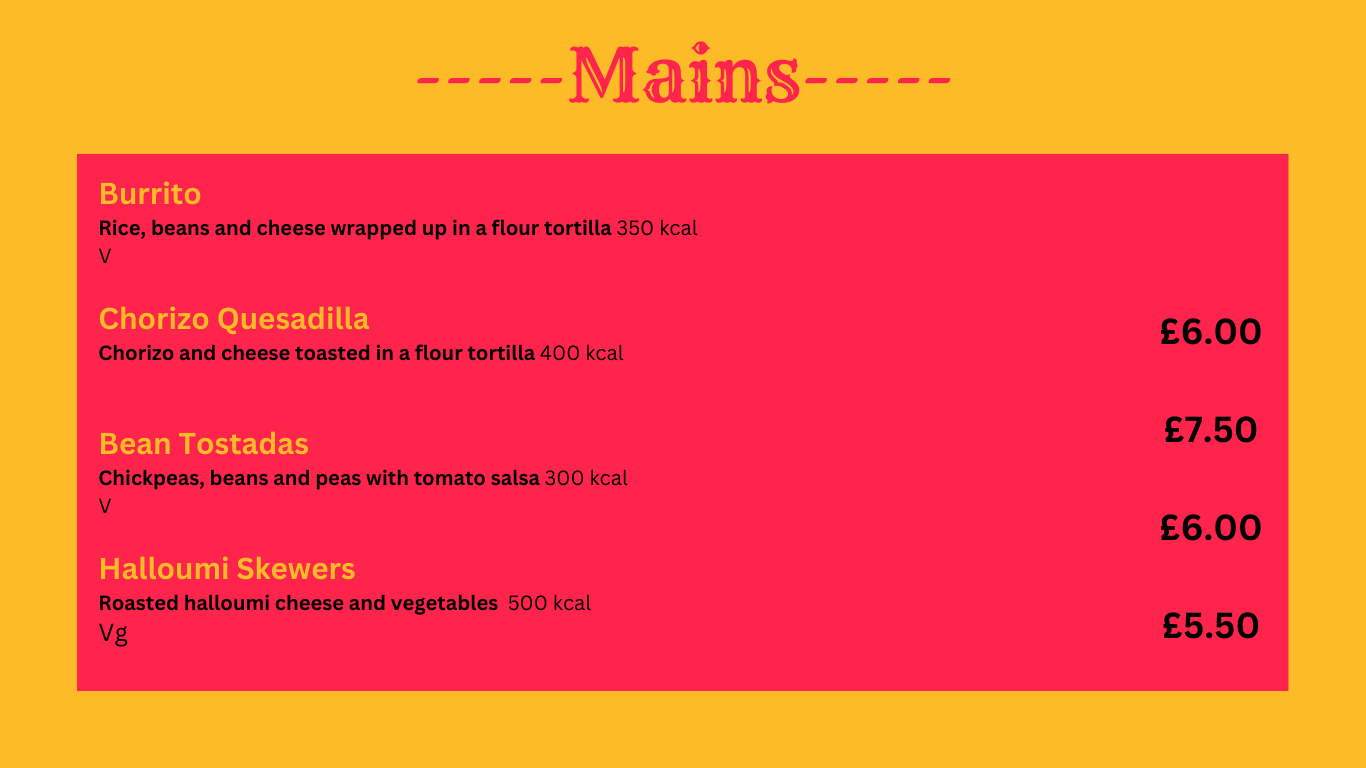 -----Mains-----
Burrito
Rice, beans and cheese wrapped up in a flour tortilla 350 kcal
V
Chorizo Quesadilla
Chorizo and cheese toasted in a flour tortilla 400 kcal
Bean Tostadas
Chickpeas, beans and peas with tomato salsa 300 kcal
V
Halloumi Skewers
Roasted halloumi cheese and vegetables 500 kcal
Vg
£6.00
£7.50
£6.00
£5.50